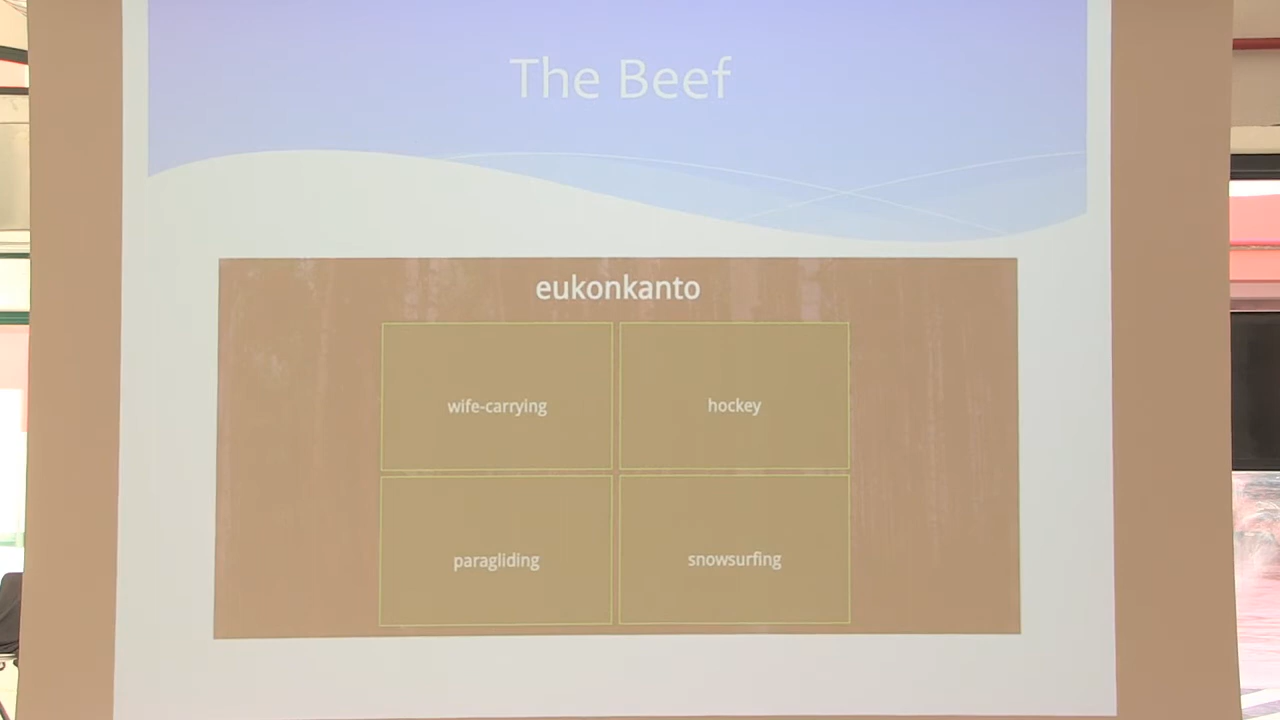 The Beef
eukonkanto
wife-carrying
hockey
paragliding
snowsurfing